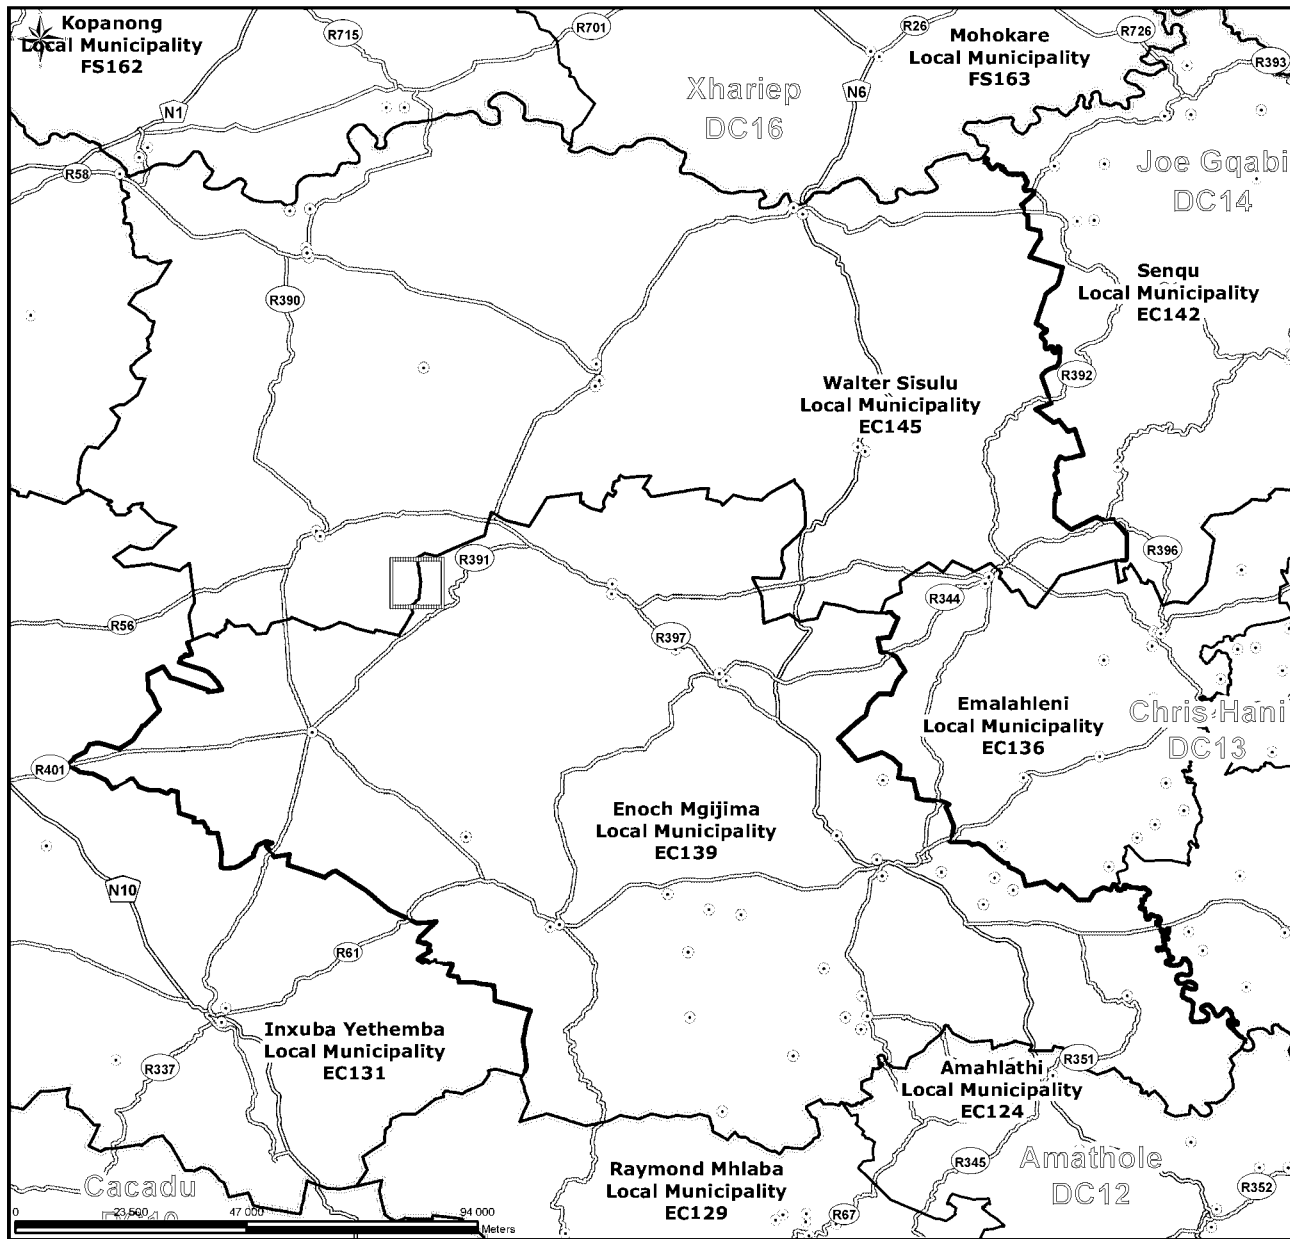 Kopanong
Local Municipality
FS162
R715
R701
R26
Mohokare
Local Municipality
FS163
R726
R393
Xhariep
DC16
N6
N1
R58
Joe Gqabi
DC14
Senqu
Local Municipality
EC142
R390
R392
Walter Sisulu
Local Municipality
EC145
R391
R396
R344
R56
R397
Emalahleni
Local Municipality
EC136
Chris Hani
DC13
R401
Enoch Mgijima
Local Municipality
EC139
N10
R61
Inxuba Yethemba
Local Municipality
EC131
R337
R351
Amahlathi
Local Municipality
EC124
R345
Amathole
DC12
R352
Raymond Mhlaba
Local Municipality
EC129
R67
Cacadu
0 23 500 47 000 94 000
Meters